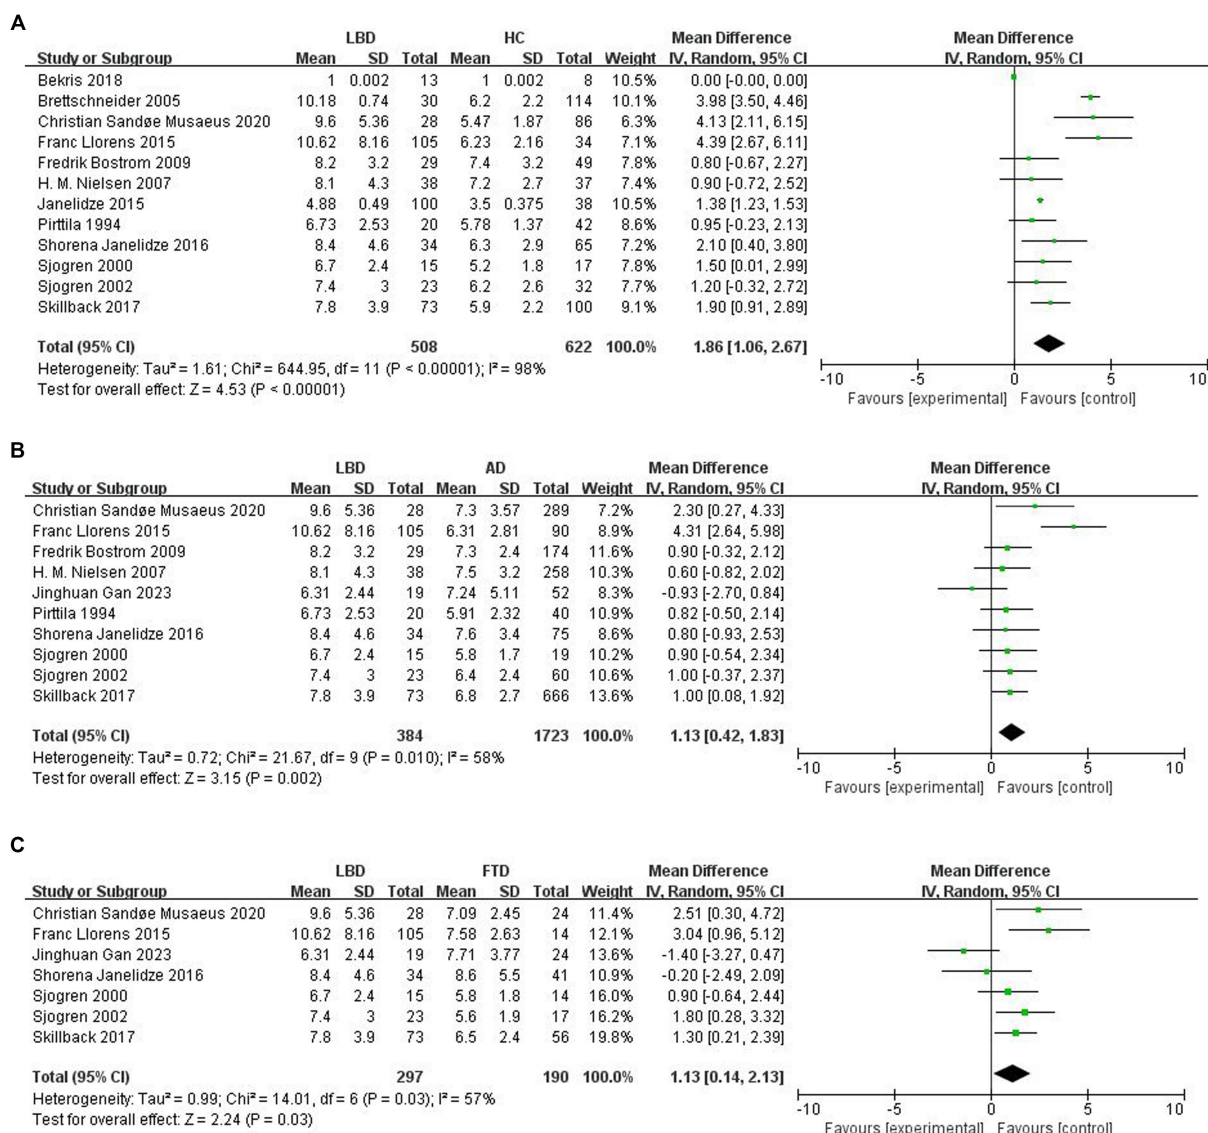 A
LBD HC Mean Difference Mean Difference
Study or Subgroup Mean SD Total Mean SD Total Weight IV, Random, 95% CI IV, Random, 95% CI
Bekris 2018 1 0.002 13 1 0.002 8 10.5% 0.00 [-0.00, 0.00]
Brettschneider 2005 10.18 0.74 30 6.2 2.2 114 10.1% 3.98 [3.50, 4.46]
Christian Sandøe Musaeus 2020 9.6 5.36 28 5.47 1.87 86 6.3% 4.13 [2.11, 6.15]
Franc Llorens 2015 10.62 8.16 105 6.23 2.16 34 7.1% 4.39 [2.67, 6.11]
Fredrik Bostrom 2009 8.2 3.2 29 7.4 3.2 49 7.8% 0.80 [-0.67, 2.27]
H. M. Nielsen 2007 8.1 4.3 38 7.2 2.7 37 7.4% 0.90 [-0.72, 2.52]
Janelidze 2015 4.88 0.49 100 3.5 0.375 38 10.5% 1.38 [1.23, 1.53]
Pirttila 1994 6.73 2.53 20 5.78 1.37 42 8.5% 0.95 [-0.23, 2.13]
Shorena Janelidze 2016 8.4 4.6 34 6.3 2.9 65 7.2% 2.10 [0.40, 3.80]
Sjogren 2000 6.7 2.4 15 5.2 1.8 17 7.8% 1.50 [0.01, 2.99]
Sjogren 2002 7.4 3 23 6.2 2.6 32 7.7% 1.20 [-0.32, 2.72]
Skillback 2017 7.8 3.9 73 5.9 2.2 100 9.1% 1.90 [0.91, 2.89]
Total (95% CI) 508 622 100.0% 1.86 [1.06, 2.67]
Heterogeneity: Tau² = 1.61; Chi² = 644.95, df = 11 (P < 0.00001); I² = 98%
Test for overall effect: Z = 4.53 (P < 0.00001)
-10 -5 0 5 10
Favours [experimental] Favours [control]
B
LBD AD Mean Difference Mean Difference
Study or Subgroup Mean SD Total Mean SD Total Weight IV, Random, 95% CI IV, Random, 95% CI
Christian Sandøe Musaeus 2020 9.6 5.36 28 7.3 3.57 289 7.2% 2.30 [0.27, 4.33]
Franc Llorens 2015 10.62 8.16 105 6.31 2.81 90 8.9% 4.31 [2.64, 5.98]
Fredrik Bostrom 2009 8.2 3.2 29 7.3 2.4 174 11.6% 0.90 [-0.32, 2.12]
H. M. Nielsen 2007 8.1 4.3 38 7.5 3.2 258 10.3% 0.60 [-0.82, 2.02]
Jinghuan Gan 2023 6.31 2.44 19 7.24 5.11 52 8.3% -0.93 [-2.70, 0.84]
Pirttila 1994 6.73 2.53 20 5.91 2.32 40 10.9% 0.82 [-0.50, 2.14]
Shorena Janelidze 2016 8.4 4.6 34 7.6 3.4 75 8.6% 0.80 [-0.93, 2.53]
Sjogren 2000 6.7 2.4 15 5.8 1.7 19 10.2% 0.90 [-0.54, 2.34]
Sjogren 2002 7.4 3 23 6.4 2.4 60 10.6% 1.00 [-0.37, 2.37]
Skillback 2017 7.8 3.9 73 6.8 2.7 666 13.6% 1.00 [0.08, 1.92]
Total (95% CI) 384 1723 100.0% 1.13 [0.42, 1.83]
Heterogeneity: Tau² = 0.72; Chi² = 21.67, df = 9 (P = 0.010); I² = 58%
Test for overall effect: Z = 3.15 (P = 0.002)
-10 -5 0 5 10
Favours [experimental] Favours [control]
C
LBD FTD Mean Difference Mean Difference
Study or Subgroup Mean SD Total Mean SD Total Weight IV, Random, 95% CI IV, Random, 95% CI
Christian Sandøe Musaeus 2020 9.6 5.36 28 7.09 2.45 24 11.4% 2.51 [0.30, 4.72]
Franc Llorens 2015 10.62 8.16 105 7.58 2.63 14 12.1% 3.04 [0.96, 5.12]
Jinghuan Gan 2023 6.31 2.44 19 7.71 3.77 24 13.6% -1.40 [-3.27, 0.47]
Shorena Janelidze 2016 8.4 4.6 34 8.6 5.5 41 10.9% -0.20 [-2.49, 2.09]
Sjogren 2000 6.7 2.4 15 5.8 1.8 14 16.0% 0.90 [-0.64, 2.44]
Sjogren 2002 7.4 3 23 5.6 1.9 17 16.2% 1.80 [0.28, 3.32]
Skillback 2017 7.8 3.9 73 6.5 2.4 56 19.8% 1.30 [0.21, 2.39]
Total (95% CI) 297 190 100.0% 1.13 [0.14, 2.13]
Heterogeneity: Tau² = 0.99; Chi² = 14.01, df = 6 (P = 0.03); I² = 57%
Test for overall effect: Z = 2.24 (P = 0.03)
-10 -5 0 5 10
Favours [experimental] Favours [control]